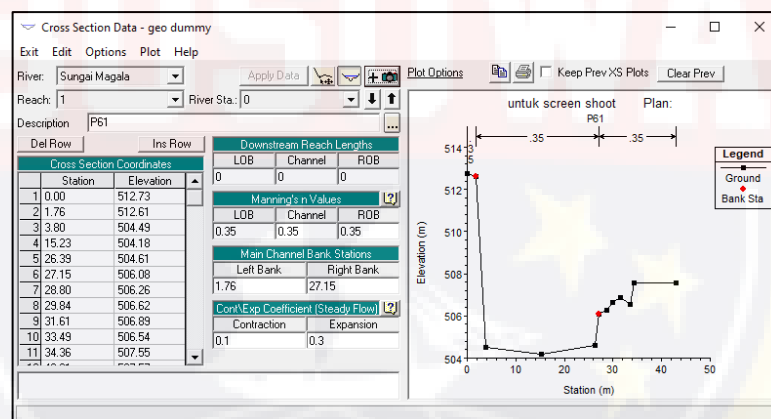 Cross Section Data - geo dummy
Exit Edit Options Plot Help
River: Sungai Magala Apply Data
Reach: 1 River Sta.: 0
Description P61 ...
Del Row Ins Row
Cross Section Coordinates
Station Elevation
1 0.00 512.73
2 1.76 512.61
3 3.80 504.49
4 15.23 504.18
5 26.39 504.61
6 27.15 506.08
7 28.80 506.26
8 29.84 506.62
9 31.61 506.89
10 33.49 506.54
11 34.36 507.55
Downstream Reach Lengths
LOB Channel ROB
0 0 0
Manning's n Values ?
LOB Channel ROB
0.35 0.35 0.35
Main Channel Bank Stations
Left Bank Right Bank
1.76 27.15
Cont\Exp Coefficient (Steady Flow) ?
Contraction Expansion
0.1 0.3
Plot Options Keep Prev XS Plots Clear Prev
untuk screen shoot Plan:
P61
.35 .35
Legend
Ground
Bank Sta
Elevation (m)
514
512
510
508
506
504
0 10 20 30 40 50
Station (m)